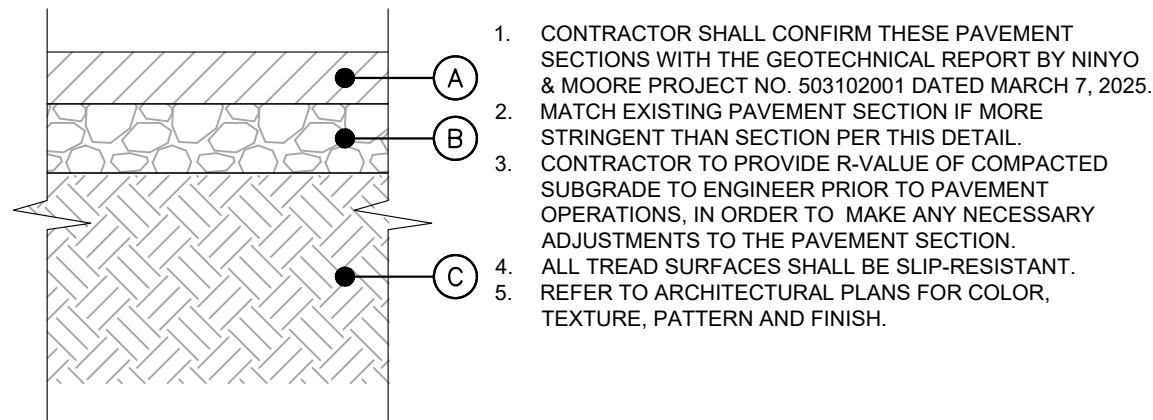 A
B
C
1. CONTRACTOR SHALL CONFIRM THESE PAVEMENT
SECTIONS WITH THE GEOTECHNICAL REPORT BY NINYO
& MOORE PROJECT NO. 503102001 DATED MARCH 7, 2025.
2. MATCH EXISTING PAVEMENT SECTION IF MORE
STRINGENT THAN SECTION PER THIS DETAIL.
3. CONTRACTOR TO PROVIDE R-VALUE OF COMPACTED
SUBGRADE TO ENGINEER PRIOR TO PAVEMENT
OPERATIONS, IN ORDER TO MAKE ANY NECESSARY
ADJUSTMENTS TO THE PAVEMENT SECTION.
4. ALL TREAD SURFACES SHALL BE SLIP-RESISTANT.
5. REFER TO ARCHITECTURAL PLANS FOR COLOR,
TEXTURE, PATTERN AND FINISH.